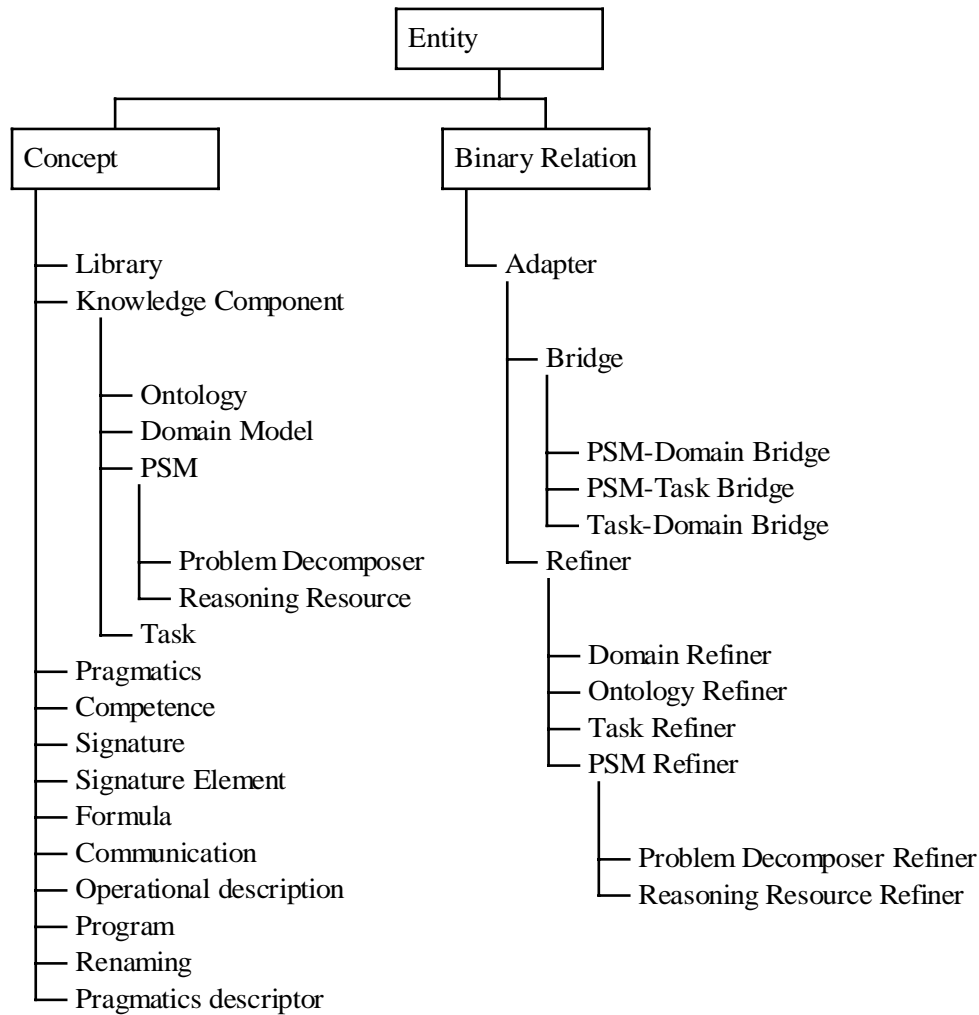 Entity
Concept
Binary Relation
Library
Knowledge Component
Ontology
Domain Model
PSM
Problem Decomposer
Reasoning Resource
Task
Pragmatics
Competence
Signature
Signature Element
Formula
Communication
Operational description
Program
Renaming
Pragmatics descriptor
Adapter
Bridge
PSM-Domain Bridge
PSM-Task Bridge
Task-Domain Bridge
Refiner
Domain Refiner
Ontology Refiner
Task Refiner
PSM Refiner
Problem Decomposer Refiner
Reasoning Resource Refiner